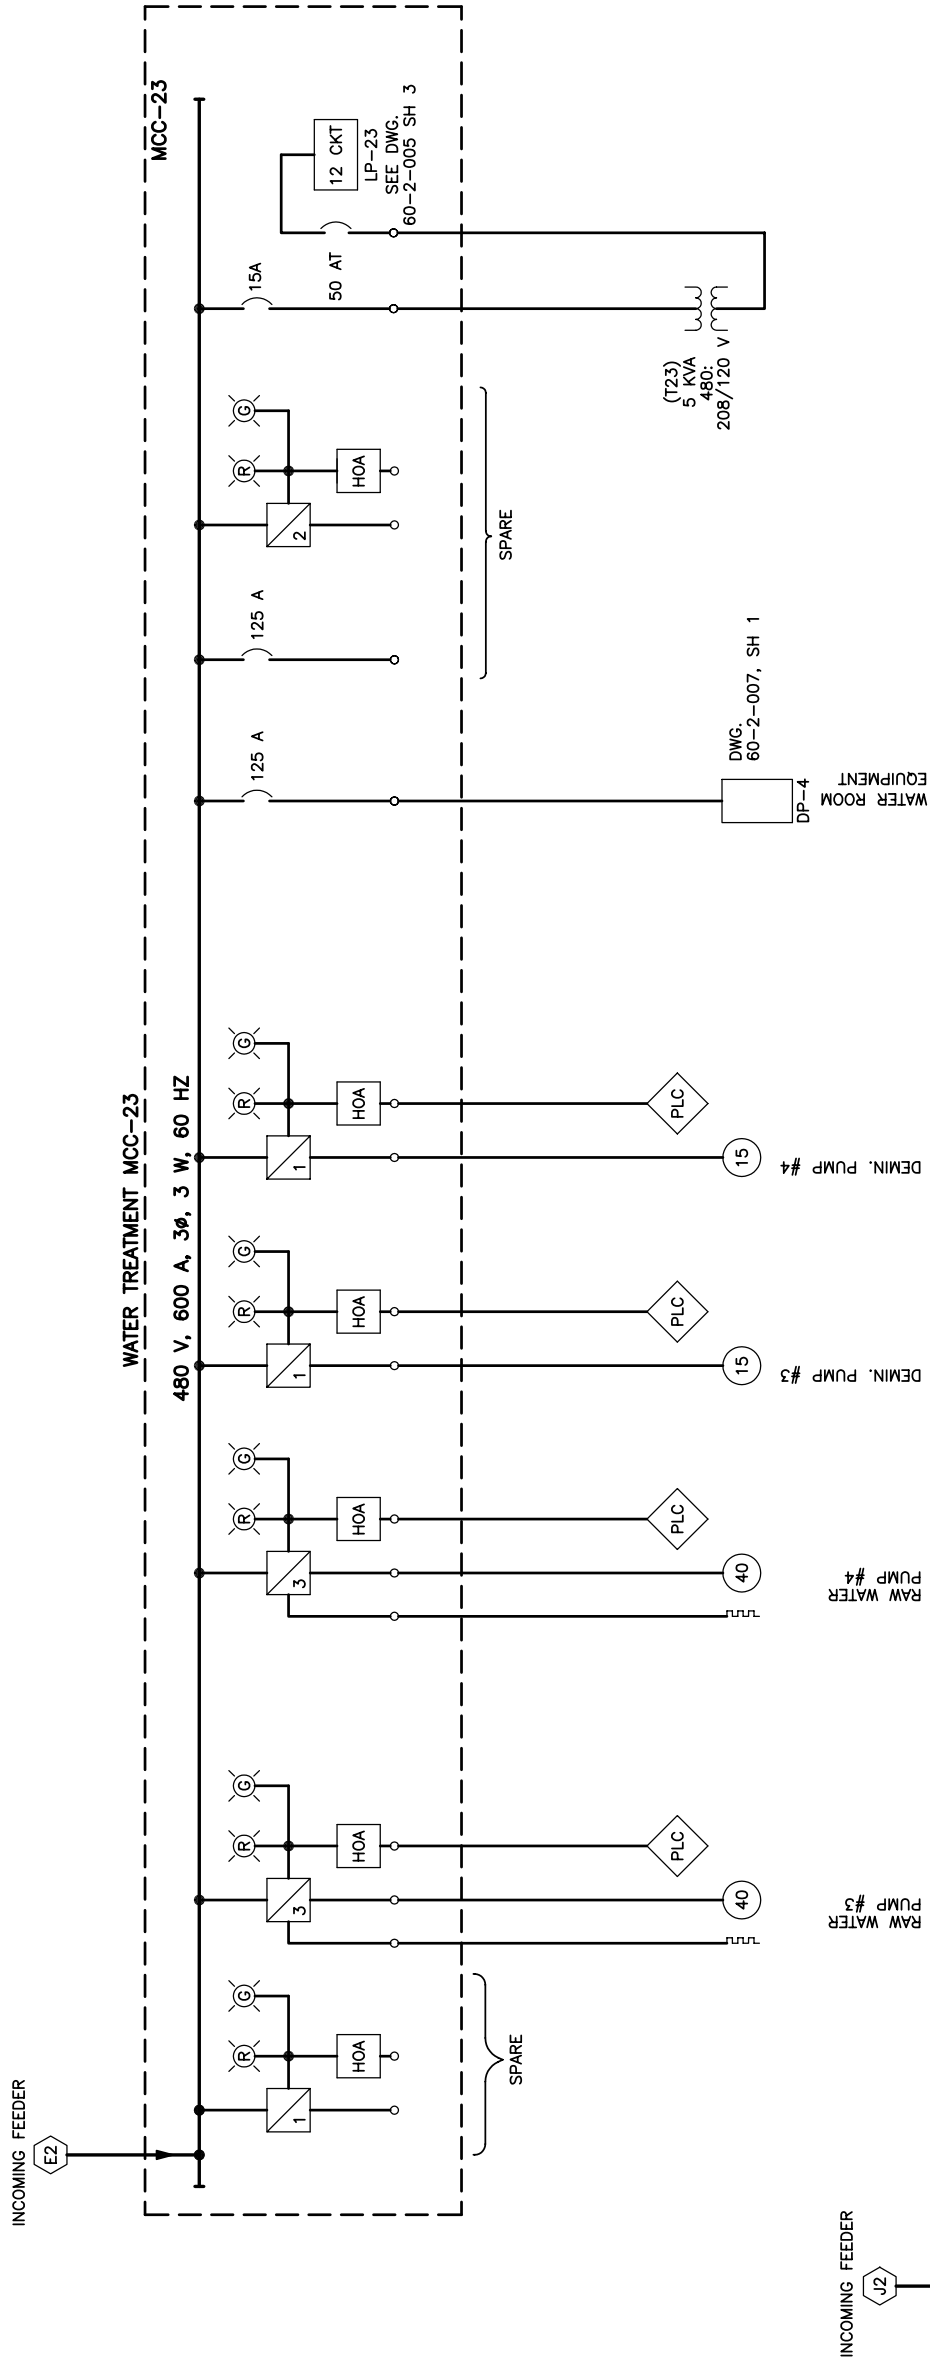 INCOMING FEEDER
E2
WATER TREATMENT MCC-23
480 V, 600 A, 3ø, 3 W, 60 HZ
MCC-23
R
G
1
HOA
SPARE
R
G
3
HOA
PLC
40
RAW WATER
PUMP #3
R
G
3
HOA
PLC
40
RAW WATER
PUMP #4
R
G
1
HOA
PLC
15
DEMIN. PUMP #3
R
G
1
HOA
PLC
15
DEMIN. PUMP #4
125 A
DWG.
60-2-007, SH 1
DP-4
WATER ROOM
EQUIPMENT
125 A
R
G
2
HOA
SPARE
15A
50 AT
12 CKT
LP-23
SEE DWG.
60-2-005 SH 3
(T23)
5 KVA
480:
208/120 V
INCOMING FEEDER
J2